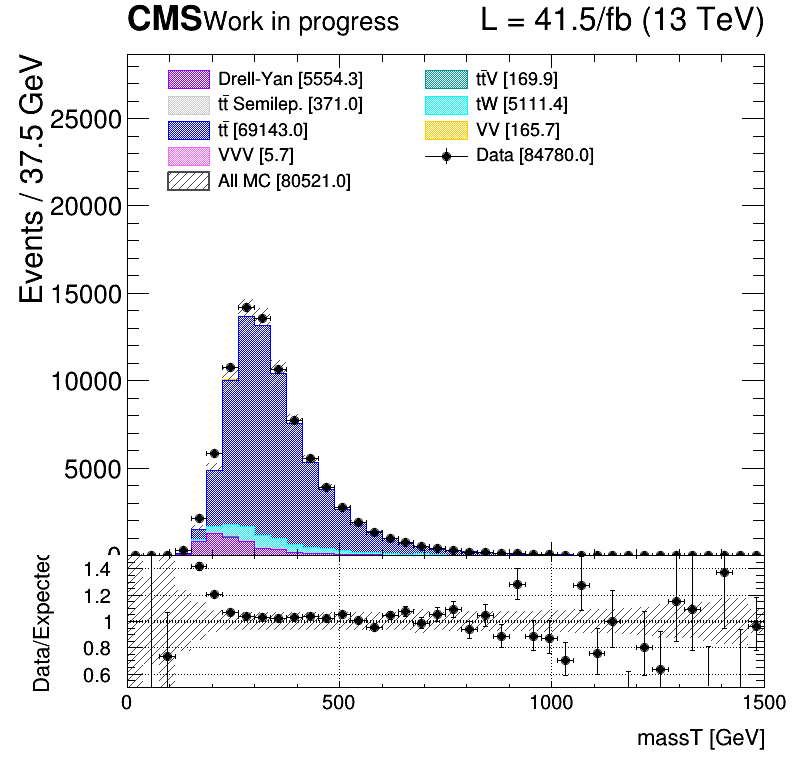 CMS Work in progress L = 41.5/fb (13 TeV)
Events / 37.5 GeV
25000
20000
15000
10000
5000
0
Drell-Yan [5554.3]
tt̄ Semilep. [371.0]
tt̄ [69143.0]
VVV [5.7]
All MC [80521.0]
tt̄V [169.9]
tW [5111.4]
VV [165.7]
Data [84780.0]
Data/Expected
1.4
1.2
1
0.8
0.6
0 500 1000 1500
massT [GeV]